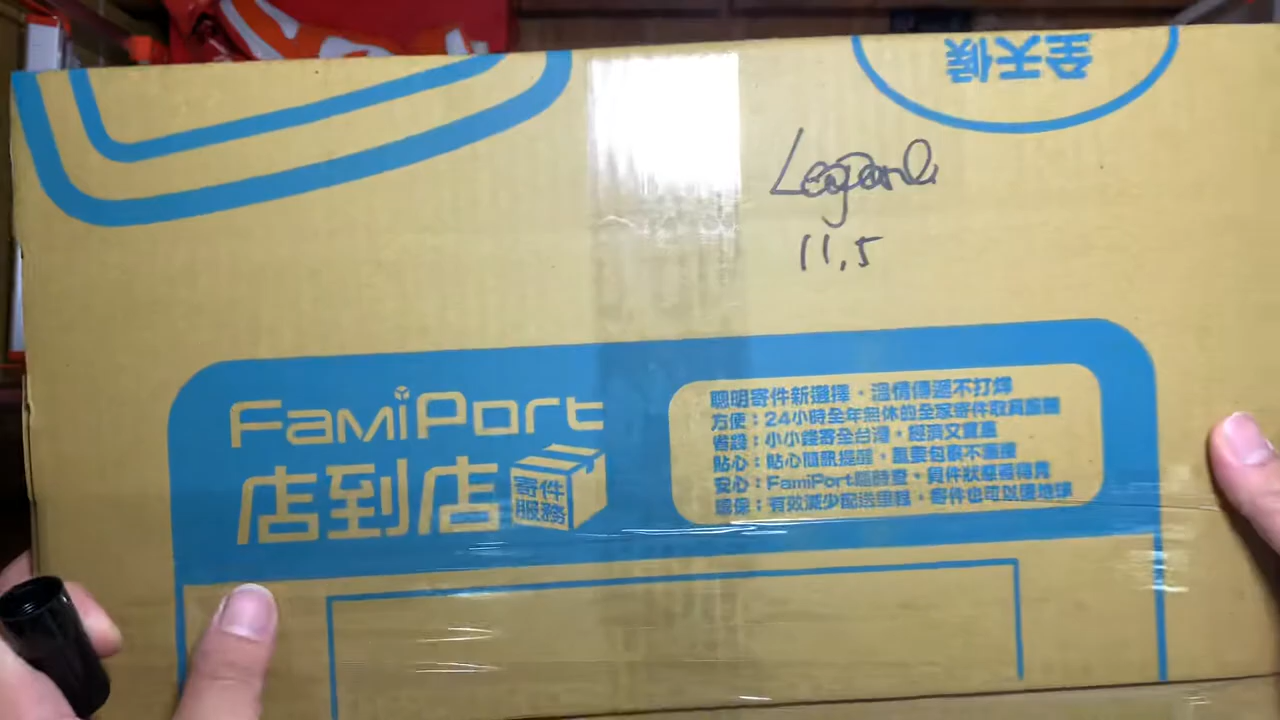 全天候
Legend
11.5
FamiPort
店到店
寄件
服務
聰明寄件新選擇，溫情傳遞不打烊
方便：24小時全年無休的全家寄件取貨服務
省錢：小小錢寄全台灣，經濟又實惠
貼心：貼心簡訊提醒，重要包裹不漏接
安心：FamiPort隨時查，貨件狀態看得見
環保：有效減少配送里程，寄件也可以護地球